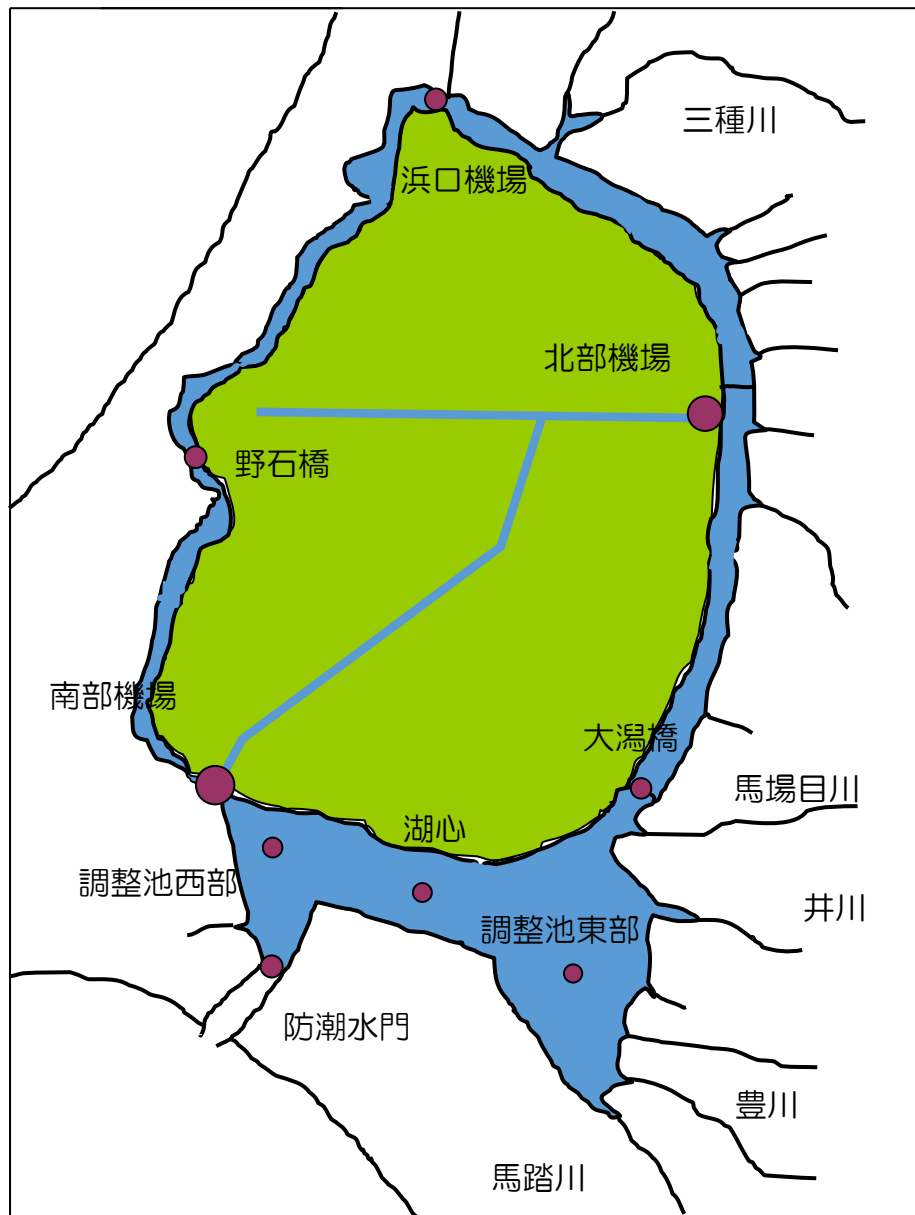 三種川
浜口機場
北部機場
野石橋
南部機場
大潟橋
馬場目川
湖心
調整池西部
井川
調整池東部
防潮水門
豊川
馬踏川